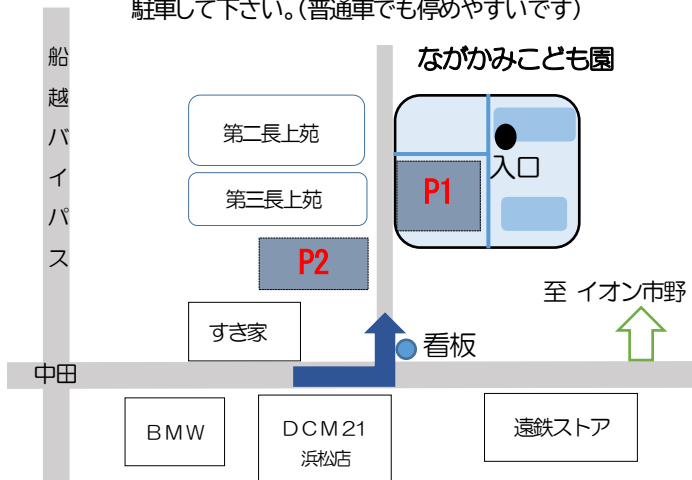 駐車して下さい。（普通車でも停めやすいです）
ながかみこども園
船越バイパス
第二長上苑
入口
P1
第三長上苑
P2
至 イオン市野
すき家
看板
中田
ＢＭＷ
ＤＣＭ21
浜松店
遠鉄ストア